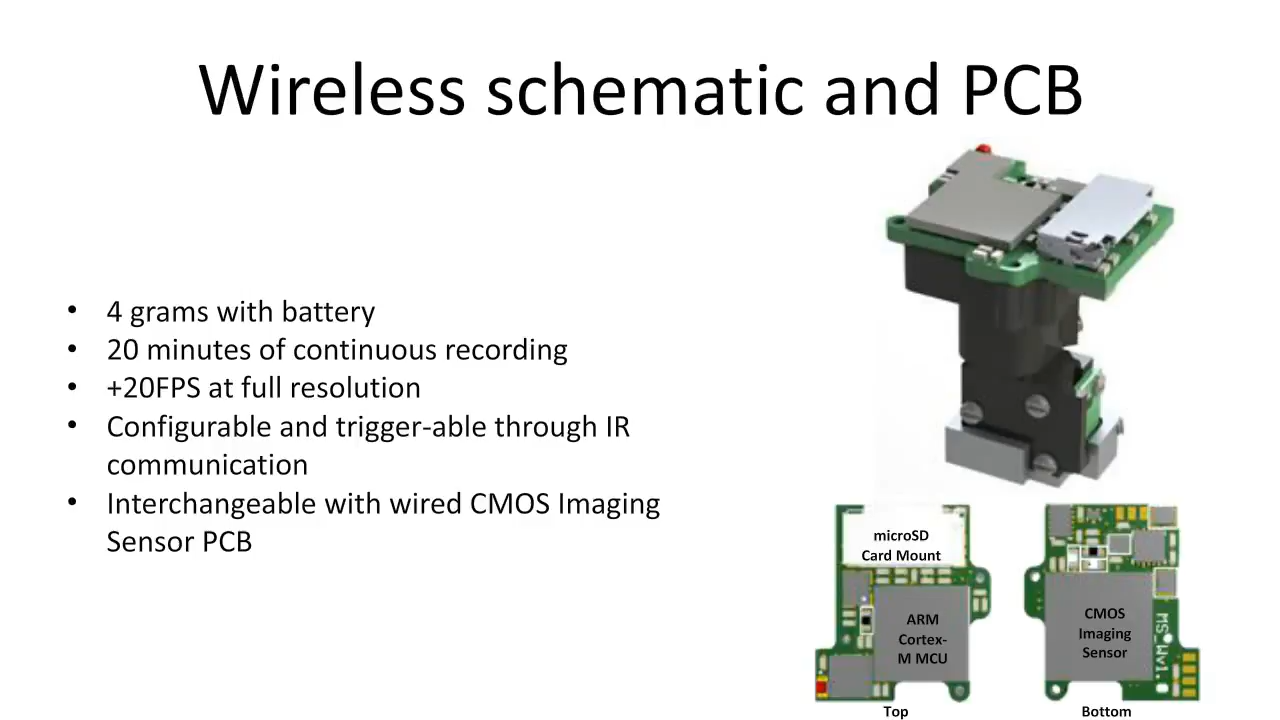 Wireless schematic and PCB
• 4 grams with battery
• 20 minutes of continuous recording
• +20FPS at full resolution
• Configurable and trigger-able through IR
communication
• Interchangeable with wired CMOS Imaging
Sensor PCB
microSD
Card Mount
ARM
Cortex-
M MCU
CMOS
Imaging
Sensor
MS_Wv1.0
Top
Bottom